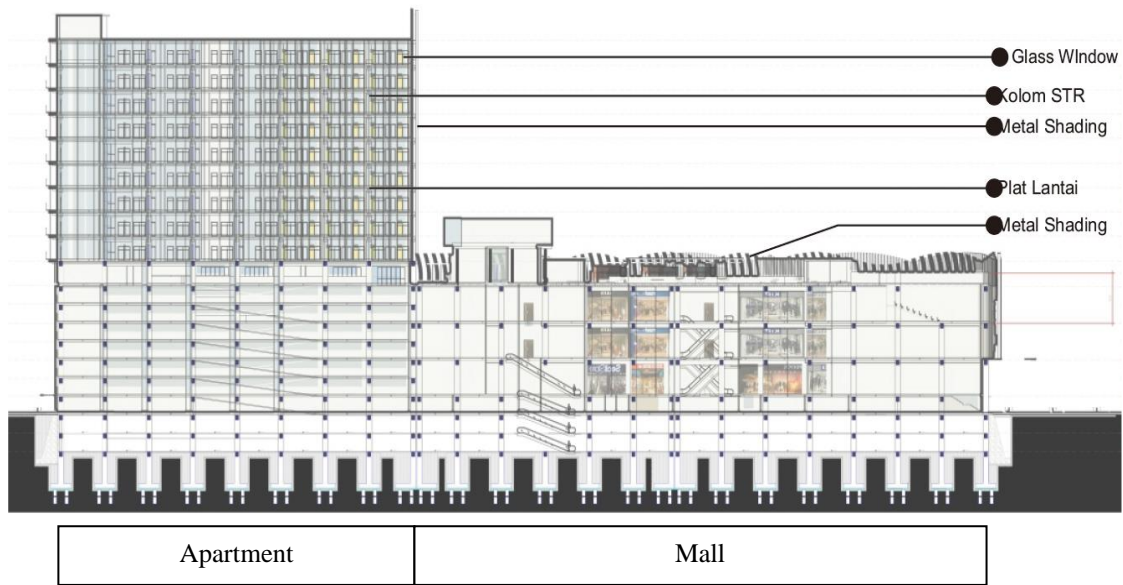 Glass WIndow
Kolom STR
Metal Shading
Plat Lantai
Metal Shading
Apartment
Mall